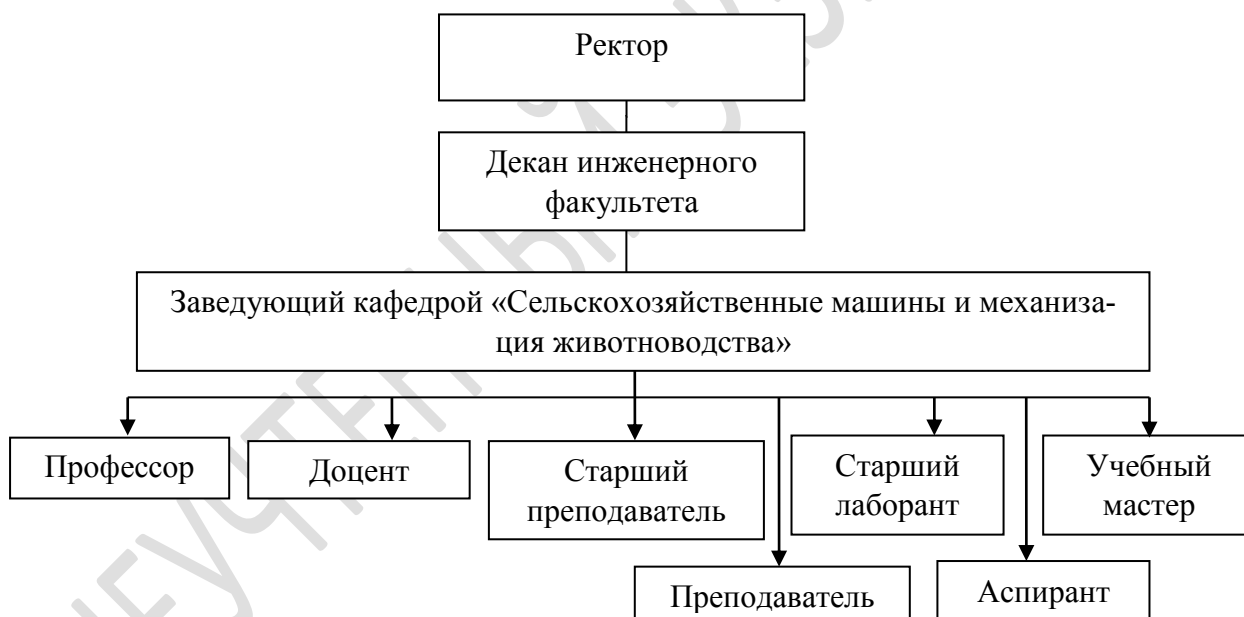 Ректор
Декан инженерного
факультета
Заведующий кафедрой «Сельскохозяйственные машины и механиза-
ция животноводства»
Профессор
Доцент
Старший
преподаватель
Старший
лаборант
Учебный
мастер
Преподаватель
Аспирант